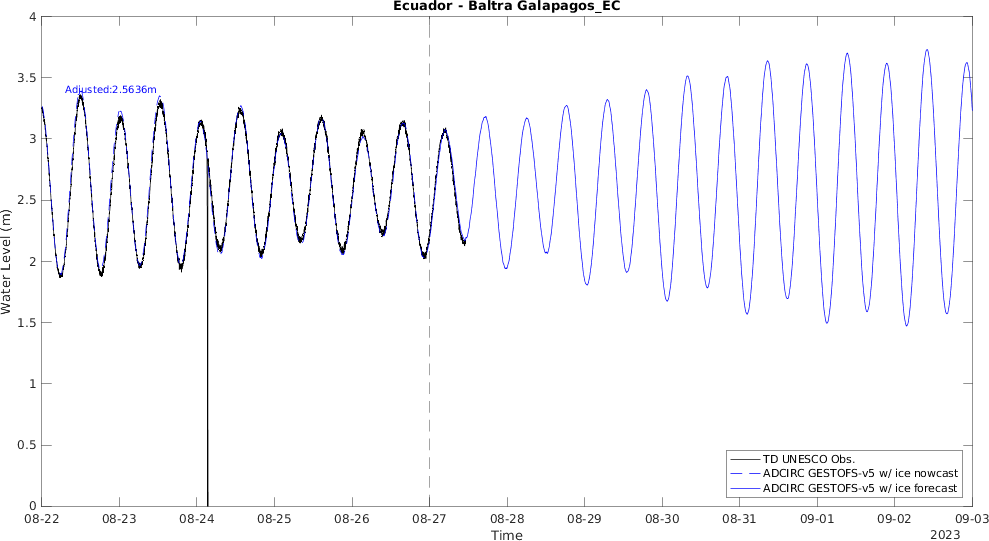 Ecuador - Baltra Galapagos_EC
4
3.5
3
2.5
2
1.5
1
0.5
0
Water Level (m)
Adjusted:2.5636m
TD UNESCO Obs.
ADCIRC GESTOFS-v5 w/ ice nowcast
ADCIRC GESTOFS-v5 w/ ice forecast
08-22 08-23 08-24 08-25 08-26 08-27 08-28 08-29 08-30 08-31 09-01 09-02 09-03
Time
2023